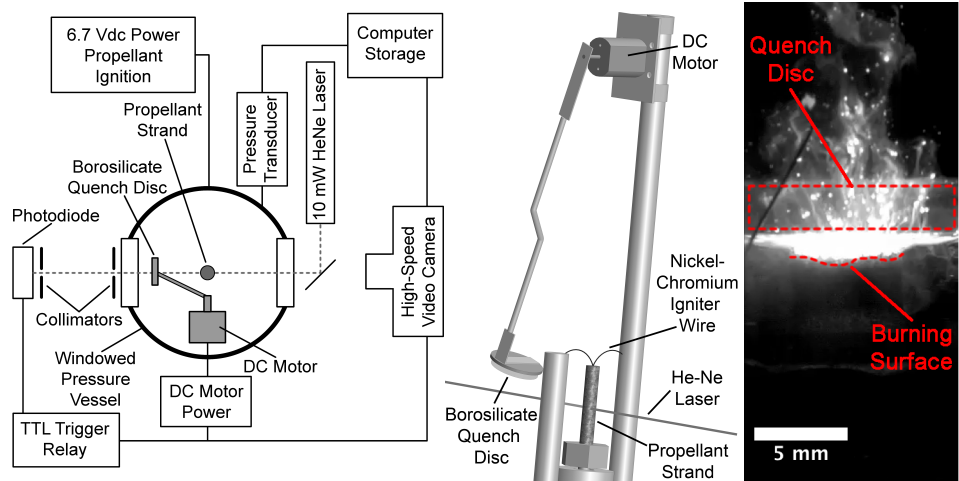 6.7 Vdc Power
Propellant
Ignition
Computer
Storage
Propellant
Strand
Pressure
Transducer
10 mW HeNe Laser
Borosilicate
Quench Disc
Photodiode
Collimators
High-Speed
Video Camera
Windowed
Pressure
Vessel
DC Motor
DC Motor
Power
TTL Trigger
Relay
DC
Motor
Nickel-
Chromium
Igniter
Wire
He-Ne
Laser
Borosilicate
Quench
Disc
Propellant
Strand
Quench
Disc
Burning
Surface
5 mm